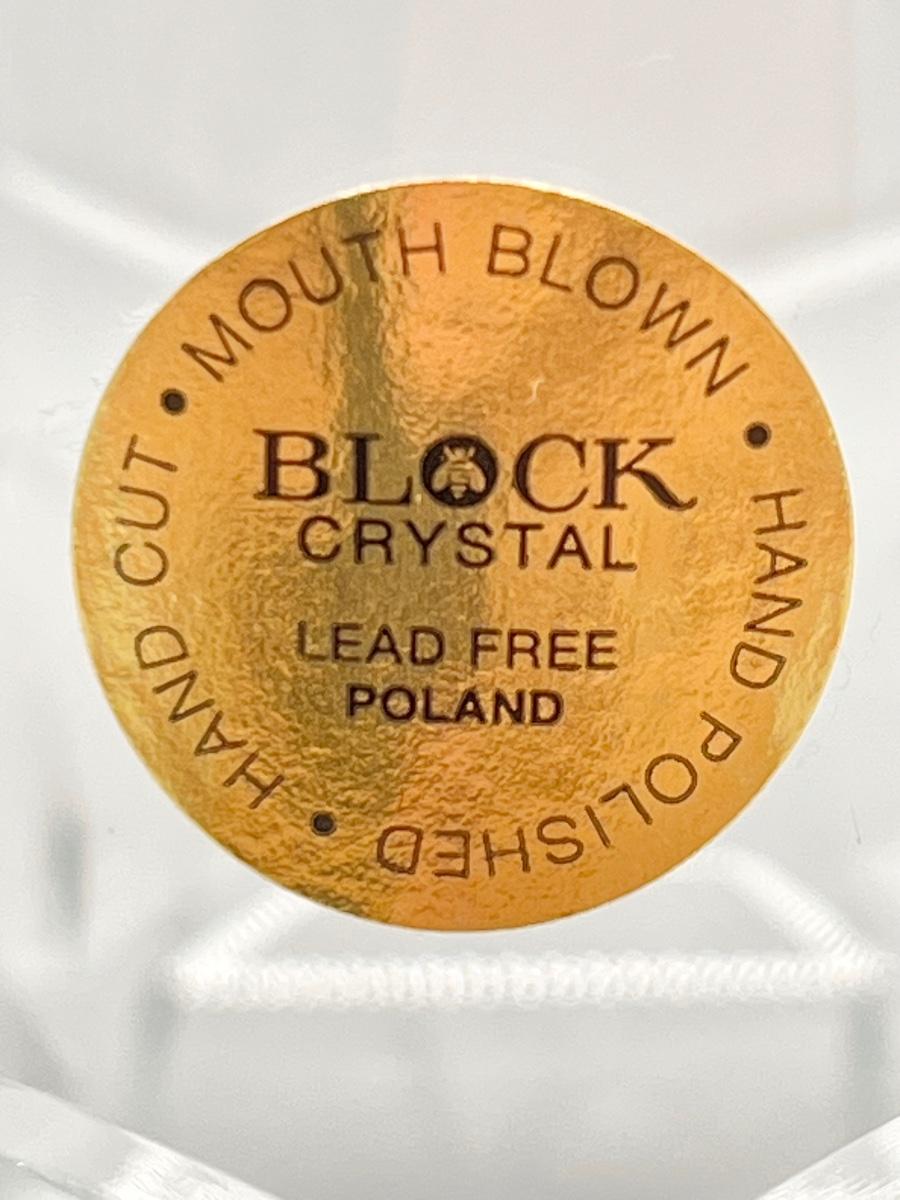 • MOUTH BLOWN • HAND POLISHED • HAND CUT
BLOCK
CRYSTAL
LEAD FREE
POLAND